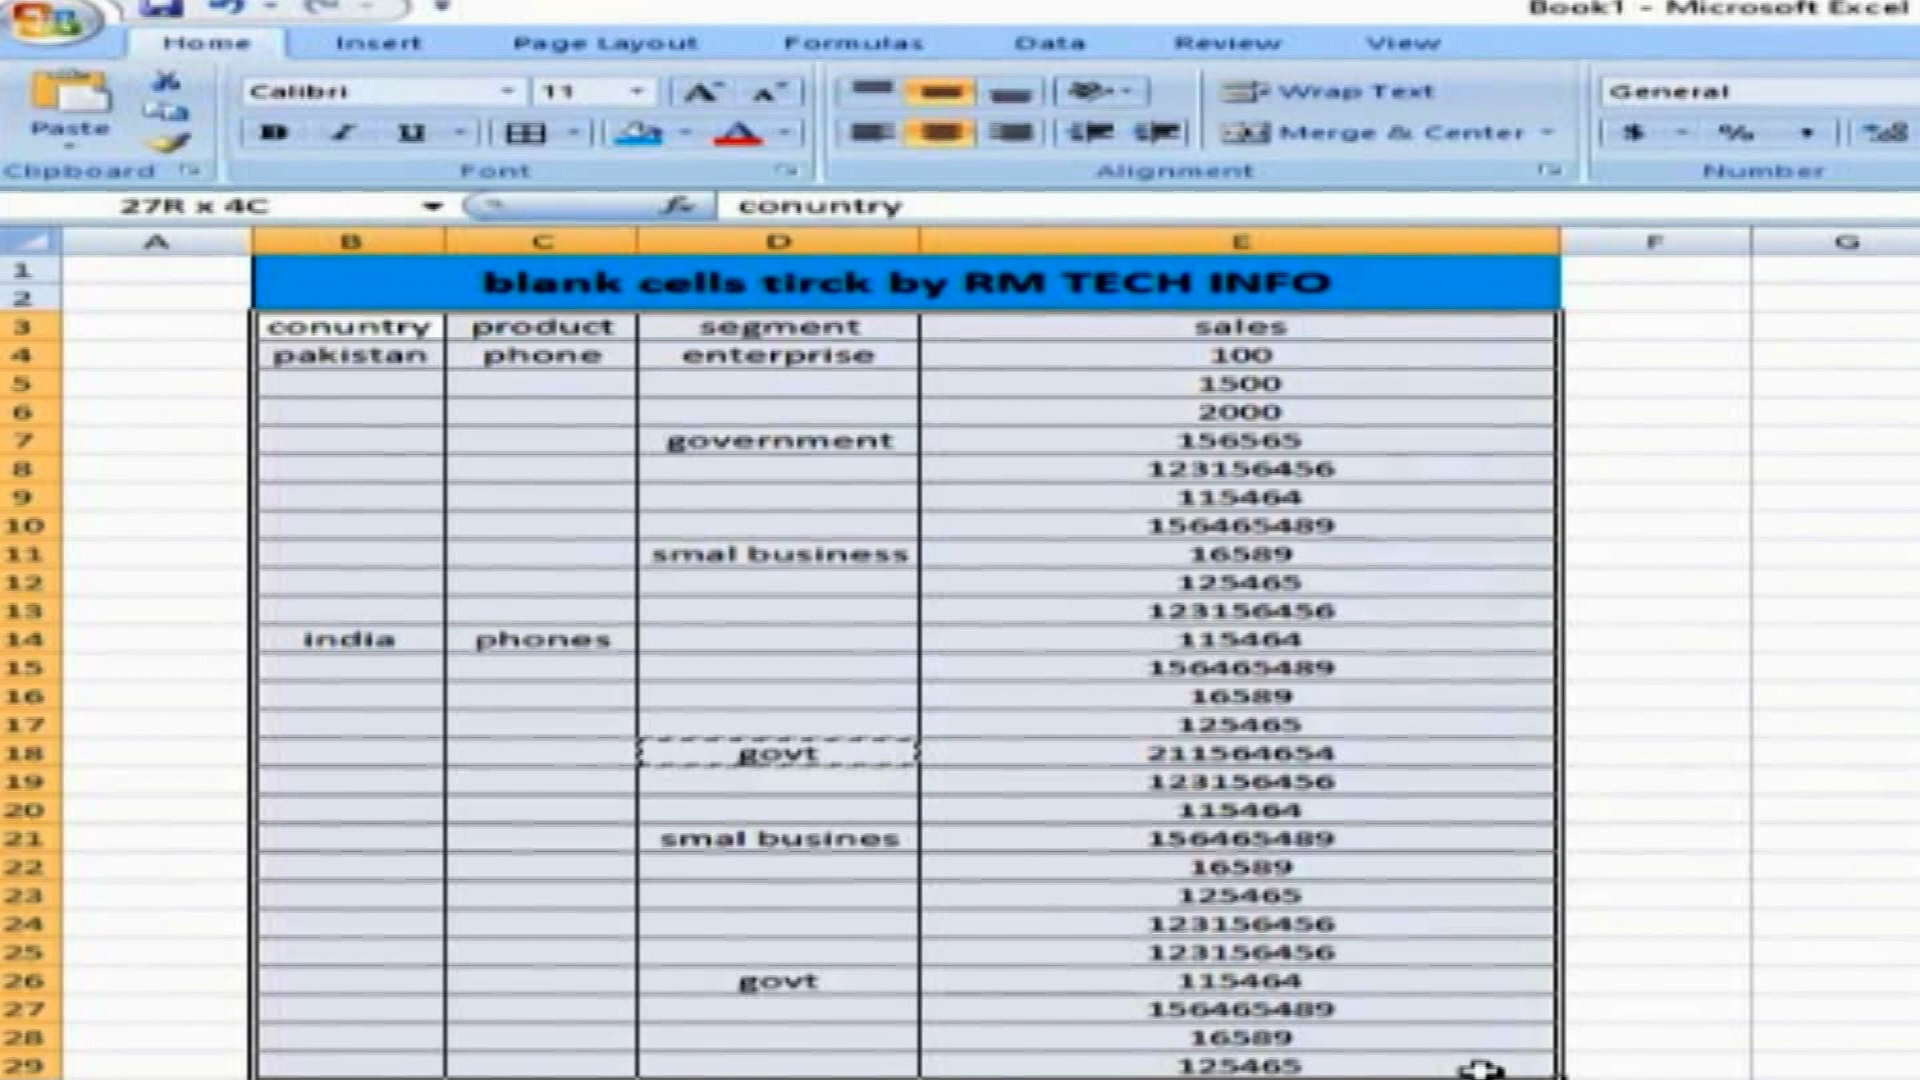 Book1 - Microsoft Excel
Home Insert Page Layout Formulas Data Review View
Calibri 11 A A Wrap Text General
Paste B I U A Merge & Center $ %
Clipboard Font Alignment Number
27R x 4C fx conuntry
A B C D E F G
1 blank cells tirck by RM TECH INFO
2
3 conuntry product segment sales
4 pakistan phone enterprise 100
5 1500
6 2000
7 government 156565
8 123156456
9 115464
10 156465489
11 smal business 16589
12 125465
13 123156456
14 india phones 115464
15 156465489
16 16589
17 125465
18 govt 211564654
19 123156456
20 115464
21 smal busines 156465489
22 16589
23 125465
24 123156456
25 123156456
26 govt 115464
27 156465489
28 16589
29 125465